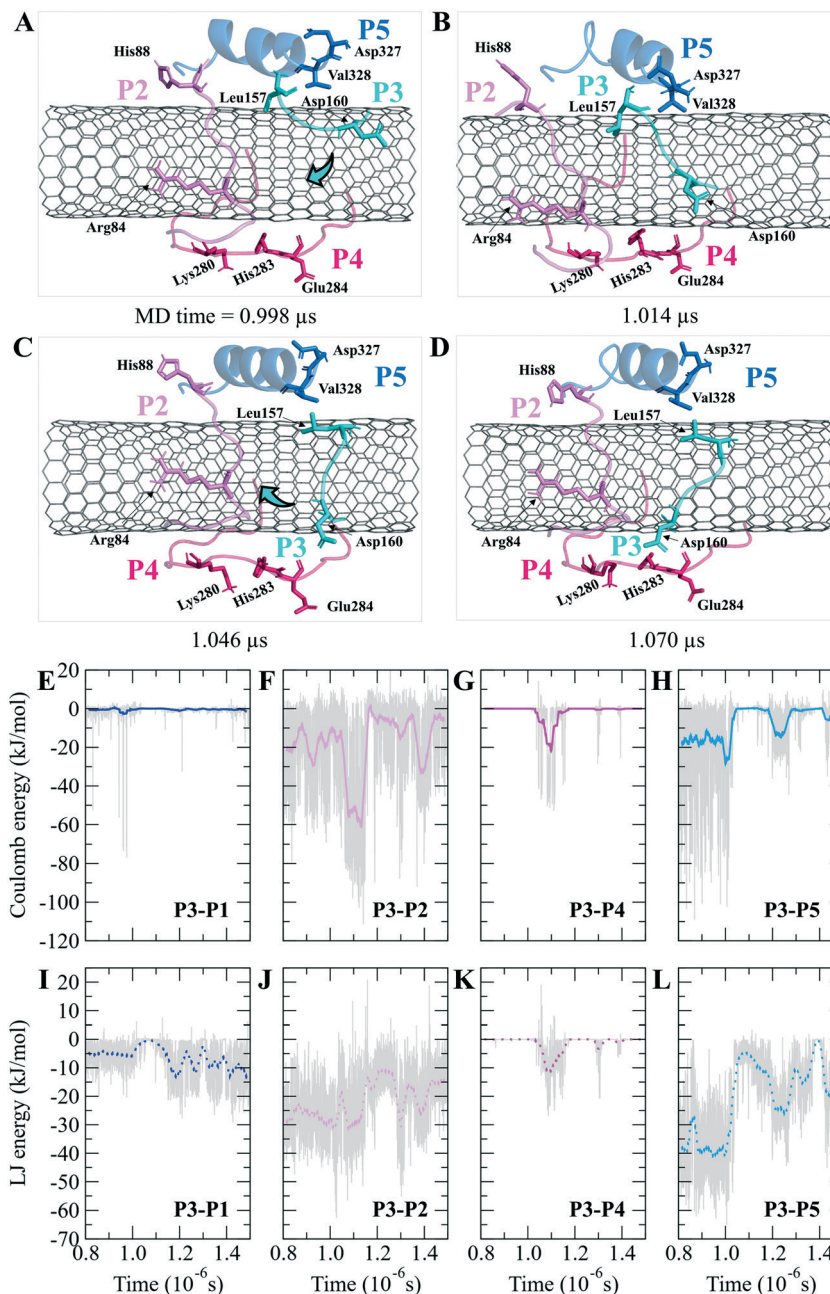 A
His88
P2
P5
Asp327
Val328
Leu157
Asp160
P3
Arg84
Lys280
His283
Glu284
P4
MD time = 0.998 μs
B
His88
P2
P5
Asp327
P3
Leu157
Val328
Arg84
Asp160
Lys280
His283
Glu284
P4
1.014 μs
C
His88
P2
Asp327
P5
Val328
Leu157
Arg84
P3
Asp160
P4
Lys280
His283
Glu284
1.046 μs
D
His88
P2
Asp327
P5
Val328
Leu157
Arg84
P3
Asp160
P4
Lys280
His283
Glu284
1.070 μs
E F G H
Coulomb energy (kJ/mol)
20
0
-20
-40
-60
-80
-100
-120
P3-P1 P3-P2 P3-P4 P3-P5
I J K L
LJ energy (kJ/mol)
20
10
0
-10
-20
-30
-40
-50
-60
-70
P3-P1 P3-P2 P3-P4 P3-P5
0.8 1.0 1.2 1.4 0.8 1.0 1.2 1.4 0.8 1.0 1.2 1.4 0.8 1.0 1.2 1.4
Time (10⁻⁶s) Time (10⁻⁶s) Time (10⁻⁶s) Time (10⁻⁶s)